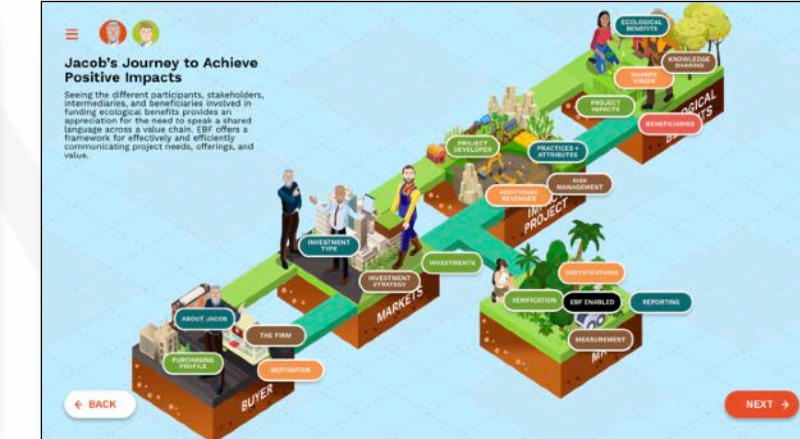 Jacob's Journey to Achieve
Positive Impacts
Seeing the different participants, stakeholders,
intermediaries, and beneficiaries involved in
funding ecological benefits provides an
appreciation for the need to speak a shared
language across a value chain. EBF offers a
framework for effectively and efficiently
communicating project needs, offerings, and
value.
ECOLOGICAL
BENEFITS
KNOWLEDGE
SHARING
SHARED
VISION
PROJECT
IMPACTS
BENEFICIARIES
PROJECT
DEVELOPER
PRACTICES +
ATTRIBUTES
RISK
MANAGEMENT
ADDITIONAL
REVENUES
PROJECT
INVESTMENT
TYPE
INVESTMENTS
INVESTMENT
STRATEGY
MARKETS
CERTIFICATIONS
VERIFICATION
EBF ENABLED
REPORTING
MEASUREMENT
ABOUT JACOB
THE FIRM
PURCHASING
PROFILE
MOTIVATION
BUYER
← BACK
NEXT →